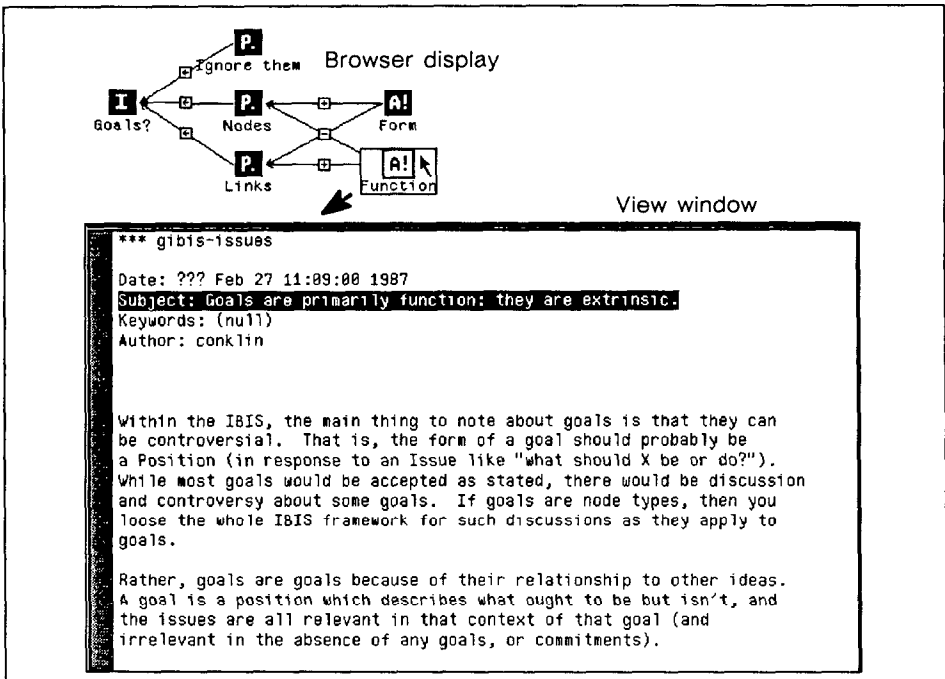 P.
Ignore them
Browser display
I
Goals?
P.
Nodes
A!
Form
P.
Links
A!
Function
View window
*** gibis-issues
Date: ??? Feb 27 11:09:00 1987
Subject: Goals are primarily function: they are extrinsic.
Keywords: (null)
Author: conklin
Within the IBIS, the main thing to note about goals is that they can
be controversial. That is, the form of a goal should probably be
a Position (in response to an Issue like "what should X be or do?").
While most goals would be accepted as stated, there would be discussion
and controversy about some goals. If goals are node types, then you
loose the whole IBIS framework for such discussions as they apply to
goals.
Rather, goals are goals because of their relationship to other ideas.
A goal is a position which describes what ought to be but isn't, and
the issues are all relevant in that context of that goal (and
irrelevant in the absence of any goals, or commitments).